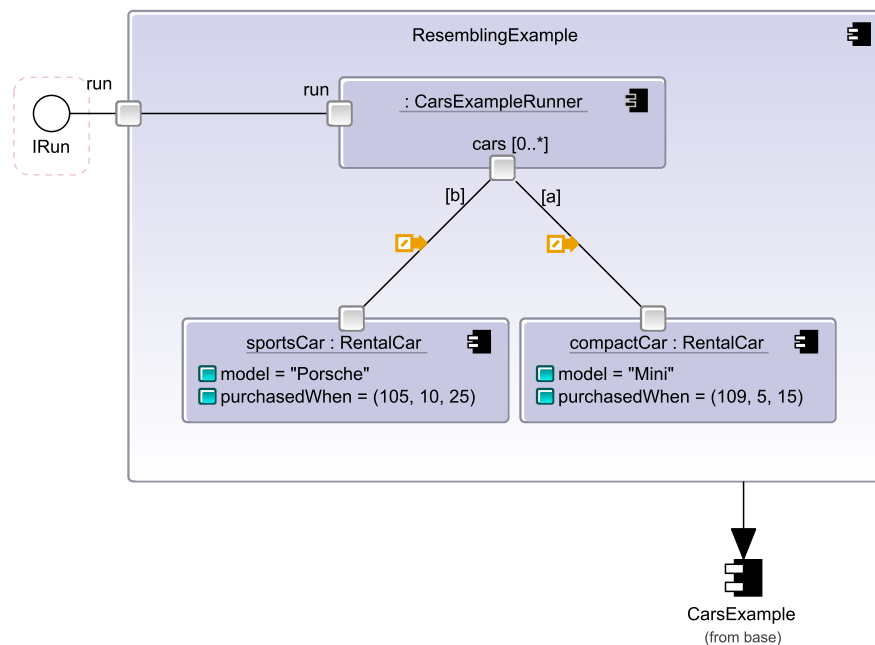 ResemblingExample
run
run
: CarsExampleRunner
IRun
cars [0..*]
[b]
[a]
sportsCar : RentalCar
model = "Porsche"
purchasedWhen = (105, 10, 25)
compactCar : RentalCar
model = "Mini"
purchasedWhen = (109, 5, 15)
CarsExample
(from base)